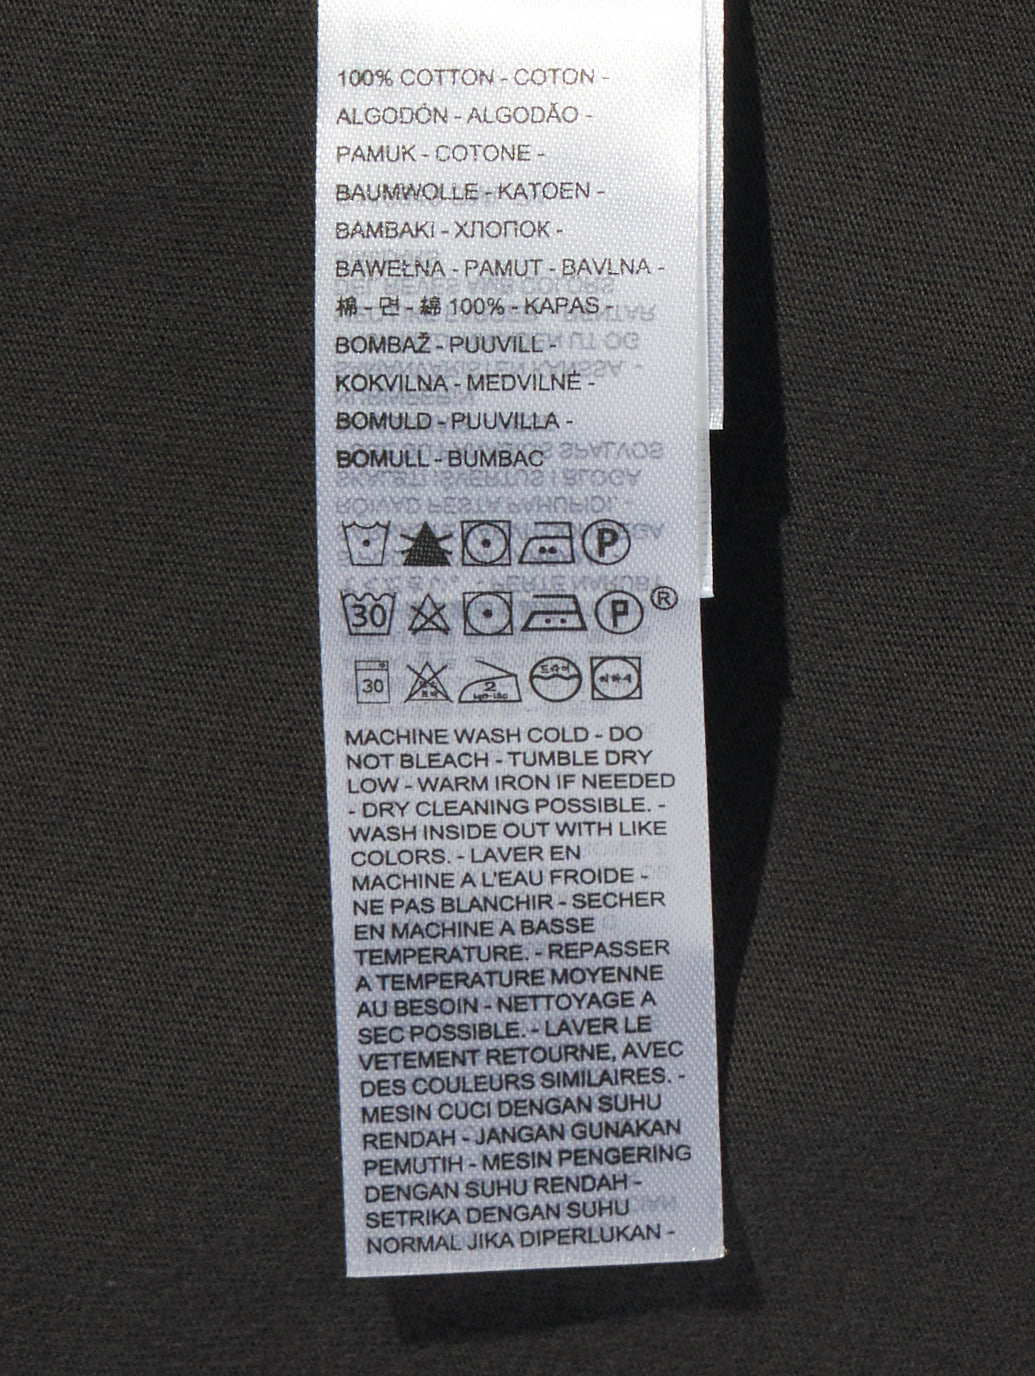 100% COTTON - COTON -
ALGODÓN - ALGODÃO -
PAMUK - COTONE -
BAUMWOLLE - KATOEN -
BAMBAKI - ХЛОПОК -
BAWEŁNA - PAMUT - BAVLNA -
棉 - 면 - 綿 100% - KAPAS -
BOMBAŽ - PUUVILL -
KOKVILNA - MEDVILNĖ -
BOMULD - PUUVILLA -
BOMULL - BUMBAC
P
30 P ®
30 2
MACHINE WASH COLD - DO
NOT BLEACH - TUMBLE DRY
LOW - WARM IRON IF NEEDED
- DRY CLEANING POSSIBLE. -
WASH INSIDE OUT WITH LIKE
COLORS. - LAVER EN
MACHINE A L'EAU FROIDE -
NE PAS BLANCHIR - SECHER
EN MACHINE A BASSE
TEMPERATURE. - REPASSER
A TEMPERATURE MOYENNE
AU BESOIN - NETTOYAGE A
SEC POSSIBLE. - LAVER LE
VETEMENT RETOURNE, AVEC
DES COULEURS SIMILAIRES. -
MESIN CUCI DENGAN SUHU
RENDAH - JANGAN GUNAKAN
PEMUTIH - MESIN PENGERING
DENGAN SUHU RENDAH -
SETRIKA DENGAN SUHU
NORMAL JIKA DIPERLUKAN -